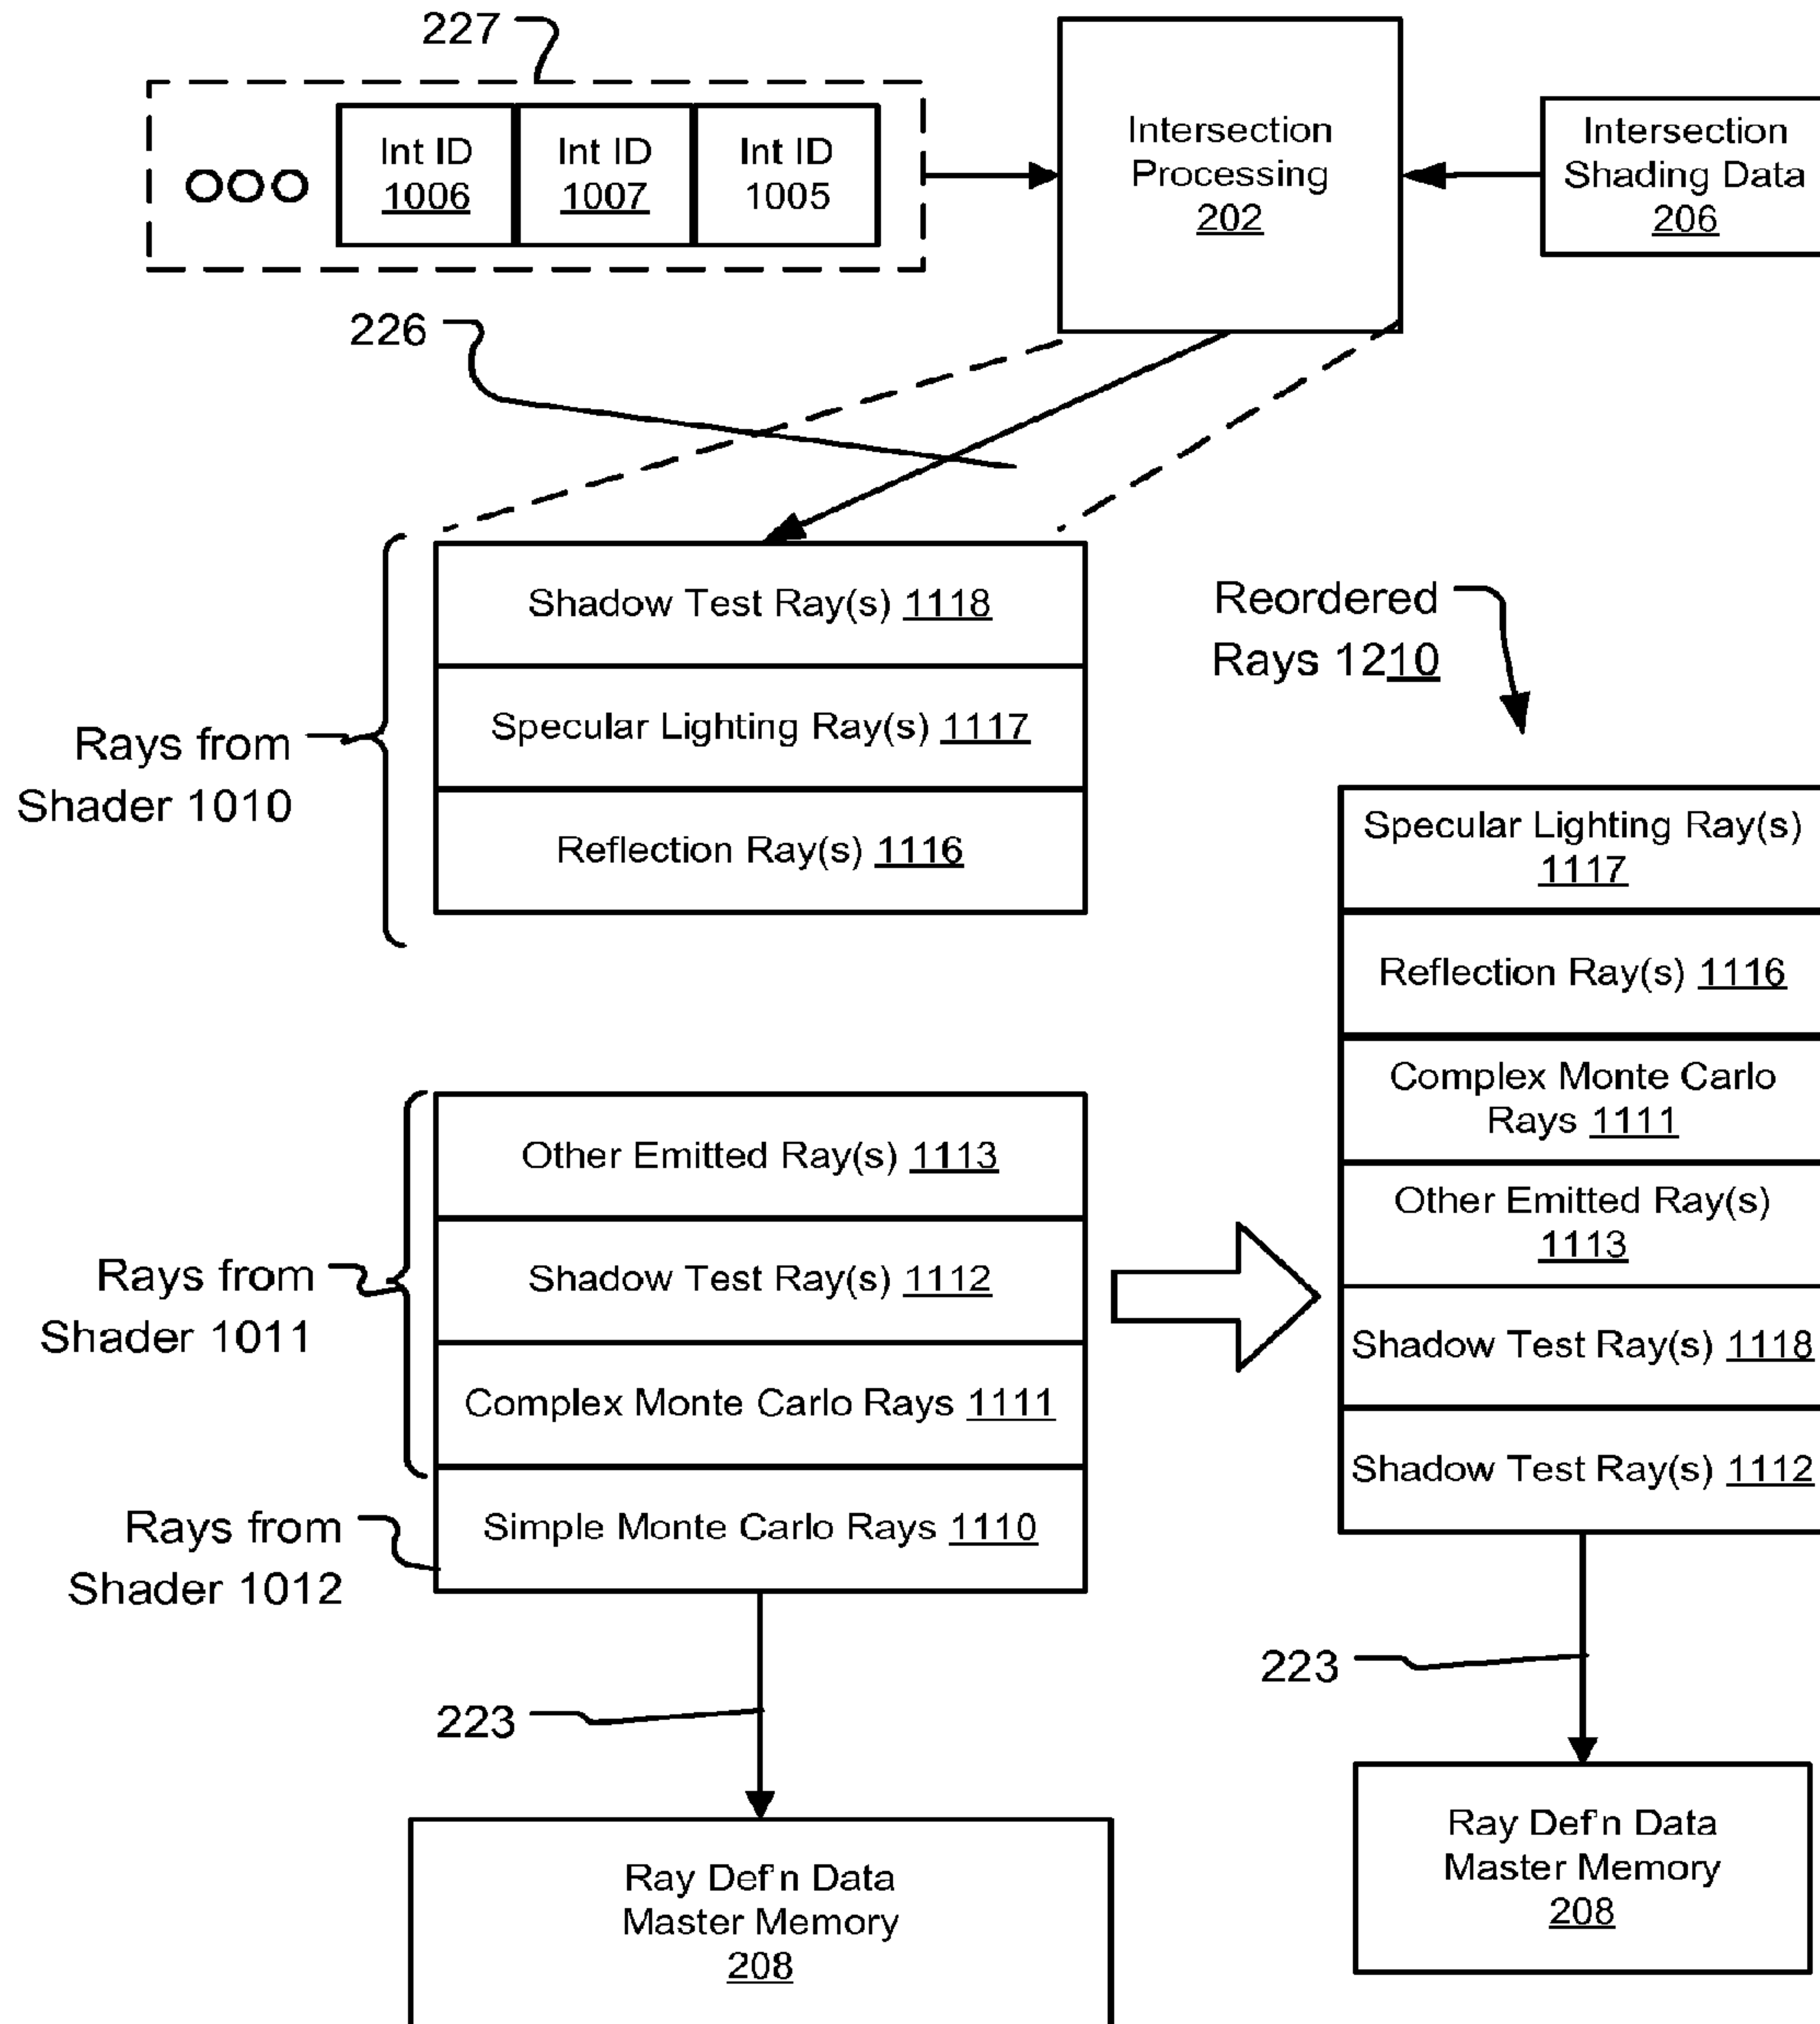 227
Int ID
1006
Int ID
1007
Int ID
1005
Intersection
Processing
202
Intersection
Shading Data
206
226
Shadow Test Ray(s) 1118
Specular Lighting Ray(s) 1117
Reflection Ray(s) 1116
Rays from
Shader 1010
Reordered
Rays 1210
Specular Lighting Ray(s)
1117
Reflection Ray(s) 1116
Complex Monte Carlo
Rays 1111
Other Emitted Ray(s)
1113
Shadow Test Ray(s) 1118
Shadow Test Ray(s) 1112
Other Emitted Ray(s) 1113
Shadow Test Ray(s) 1112
Complex Monte Carlo Rays 1111
Rays from
Shader 1011
Simple Monte Carlo Rays 1110
Rays from
Shader 1012
223
223
Ray Def'n Data
Master Memory
208
Ray Def'n Data
Master Memory
208